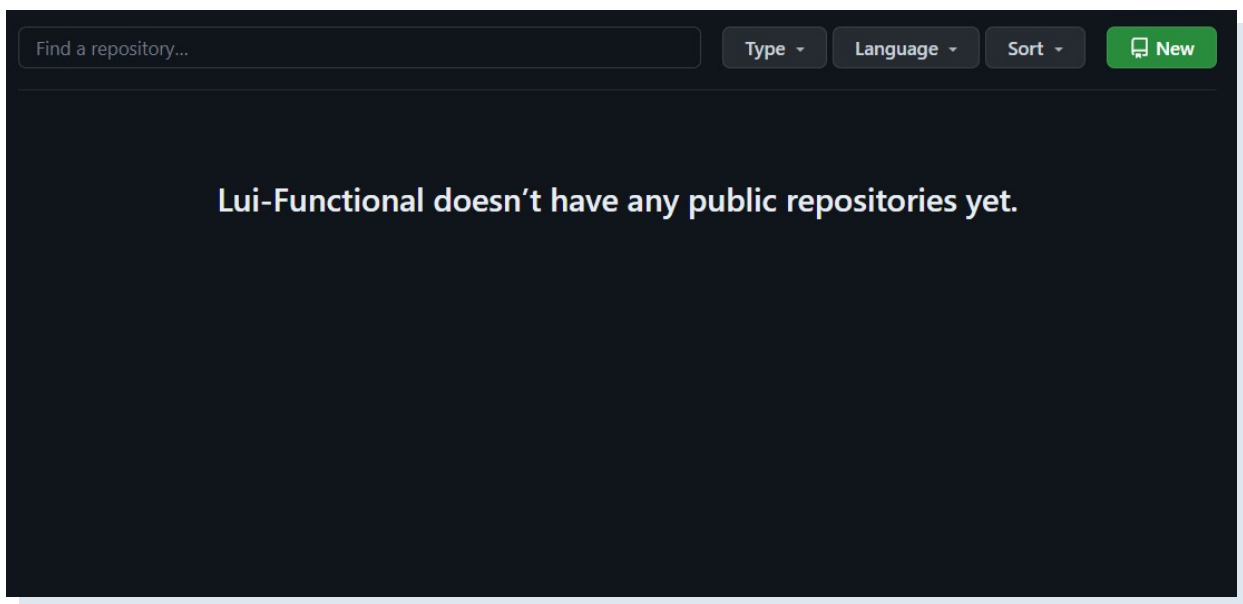 Find a repository...
Type
Language
Sort
New
Lui-Functional doesn’t have any public repositories yet.